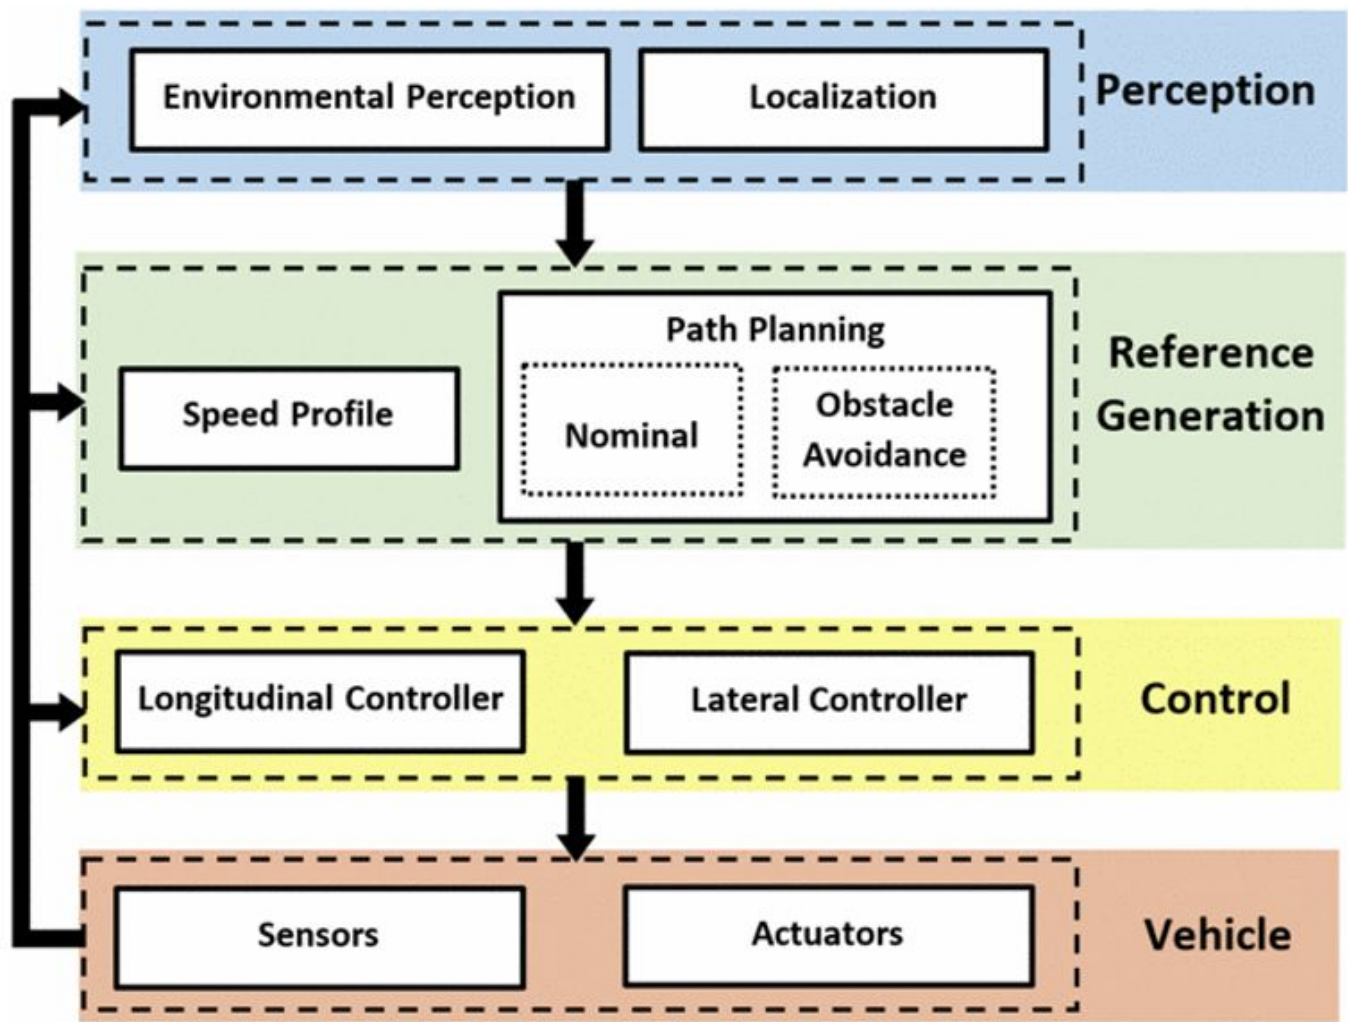 Environmental Perception
Localization
Perception
Path Planning
Speed Profile
Nominal
Obstacle
Avoidance
Reference
Generation
Longitudinal Controller
Lateral Controller
Control
Sensors
Actuators
Vehicle